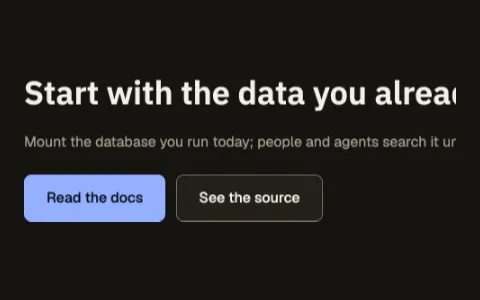 Start with the data you
Mount the database you run today; people and agents search it
Read the docs
See the source